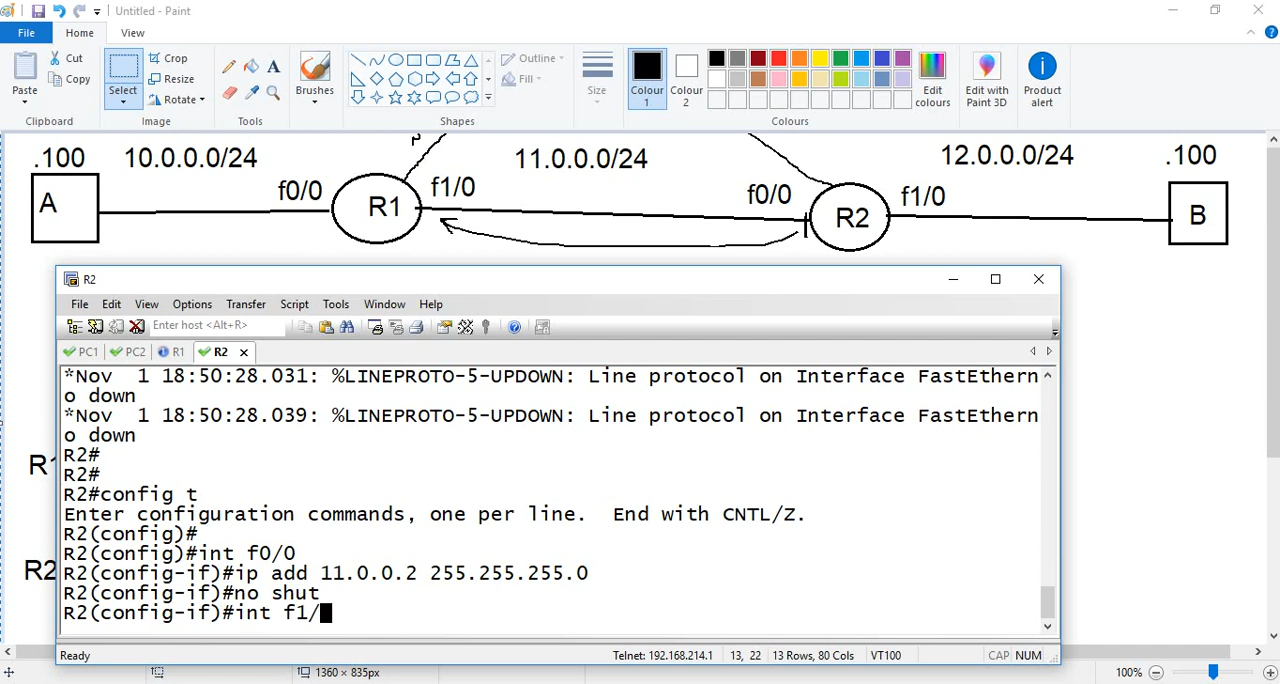 Untitled - Paint
File Home View
Cut
Copy
Paste
Clipboard
Select
Crop
Resize
Rotate
Image
A
Tools
Brushes
Shapes
Outline
Fill
Size
Colour 1
Colour 2
Edit colours
Colours
Edit with Paint 3D
Product alert
.100 10.0.0.0/24 11.0.0.0/24 12.0.0.0/24 .100
A f0/0 R1 f1/0 f0/0 R2 f1/0 B
R1
R2
R2
File Edit View Options Transfer Script Tools Window Help
Enter host <Alt+R>
PC1 PC2 R1 R2
*Nov  1 18:50:28.031: %LINEPROTO-5-UPDOWN: Line protocol on Interface FastEthern
o down
*Nov  1 18:50:28.039: %LINEPROTO-5-UPDOWN: Line protocol on Interface FastEthern
o down
R2#
R2#
R2#config t
Enter configuration commands, one per line.  End with CNTL/Z.
R2(config)#
R2(config)#int f0/0
R2(config-if)#ip add 11.0.0.2 255.255.255.0
R2(config-if)#no shut
R2(config-if)#int f1/
Ready Telnet: 192.168.214.1 13, 22 13 Rows, 80 Cols VT100 CAP NUM
1360 × 835px 100%